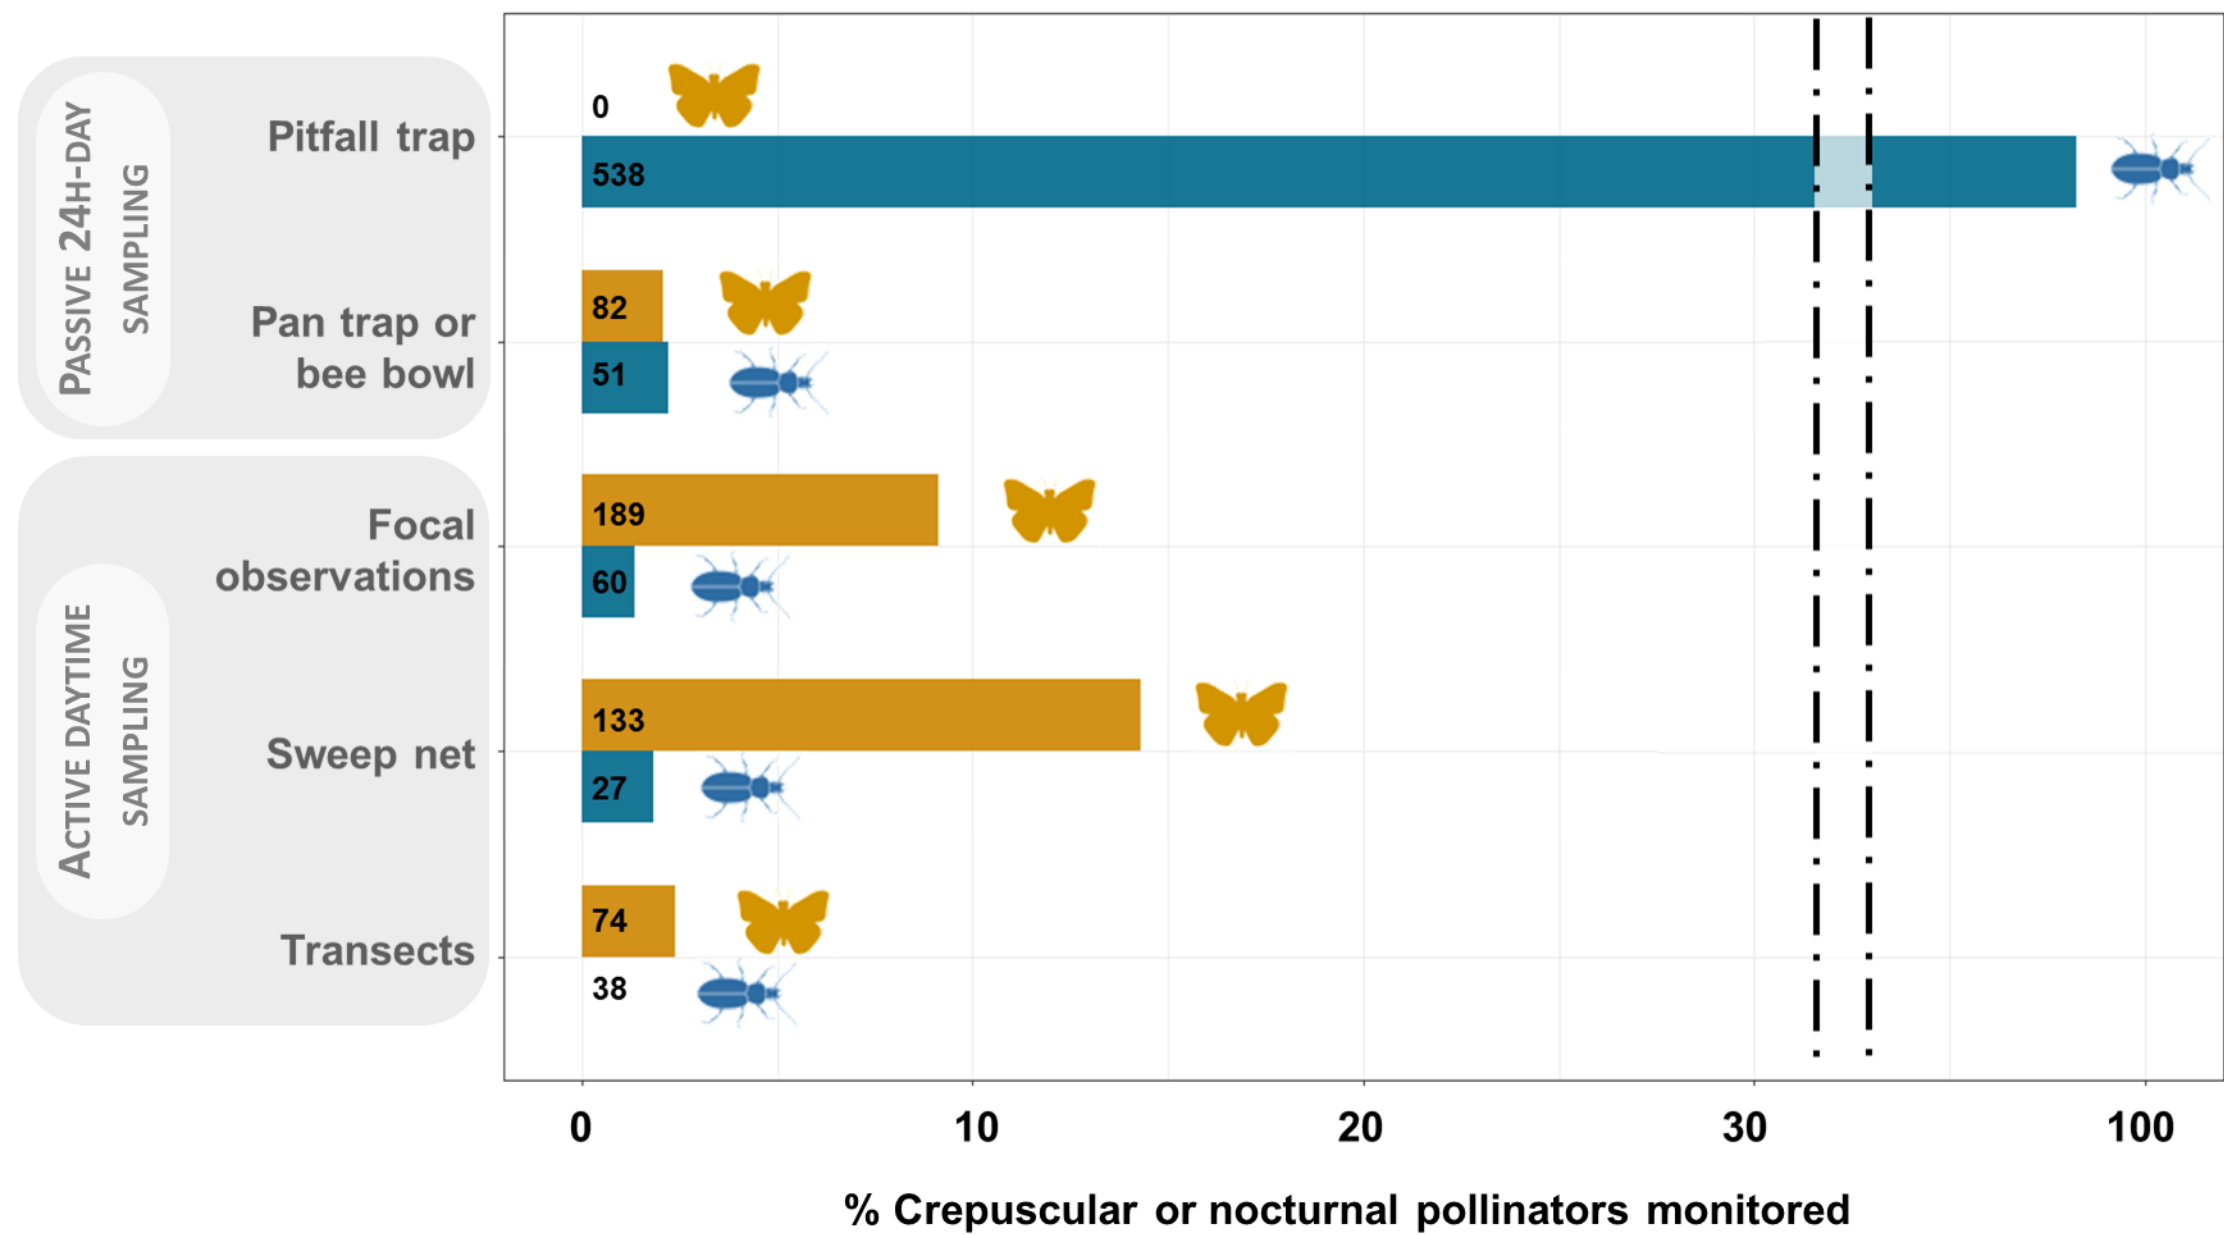 PASSIVE 24H-DAY
SAMPLING
Pitfall trap
0
538
Pan trap or
bee bowl
82
51
ACTIVE DAYTIME
SAMPLING
Focal
observations
189
60
Sweep net
133
27
Transects
74
38
0 10 20 30 100
% Crepuscular or nocturnal pollinators monitored